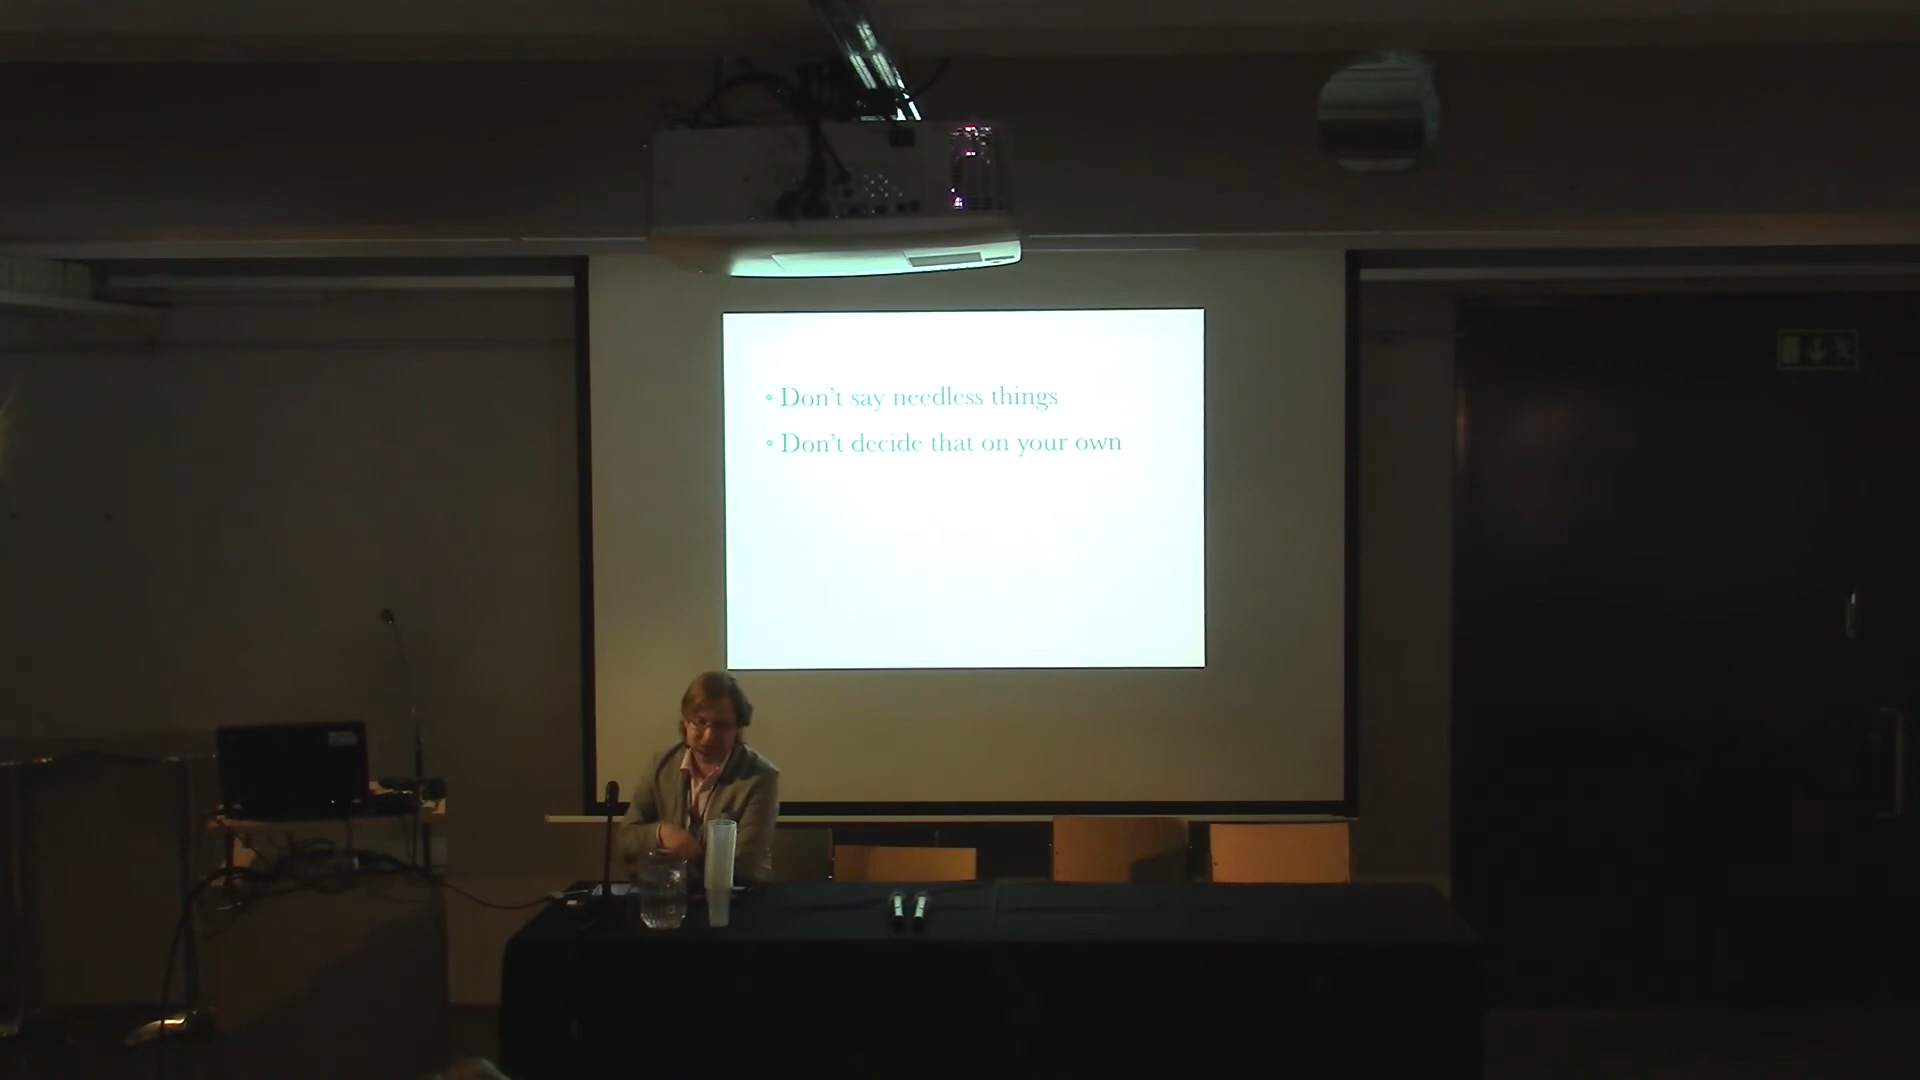 • Don't say needless things
• Don't decide that on your own